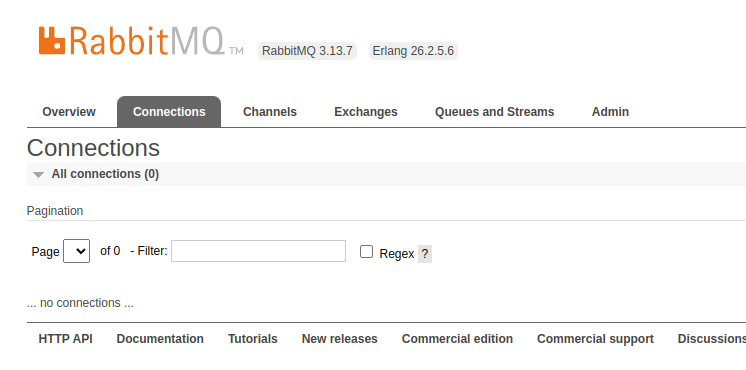 RabbitMQ TM RabbitMQ 3.13.7 Erlang 26.2.5.6
Overview Connections Channels Exchanges Queues and Streams Admin
Connections
All connections (0)
Pagination
Page of 0 - Filter: Regex ?
... no connections ...
HTTP API Documentation Tutorials New releases Commercial edition Commercial support Discussions